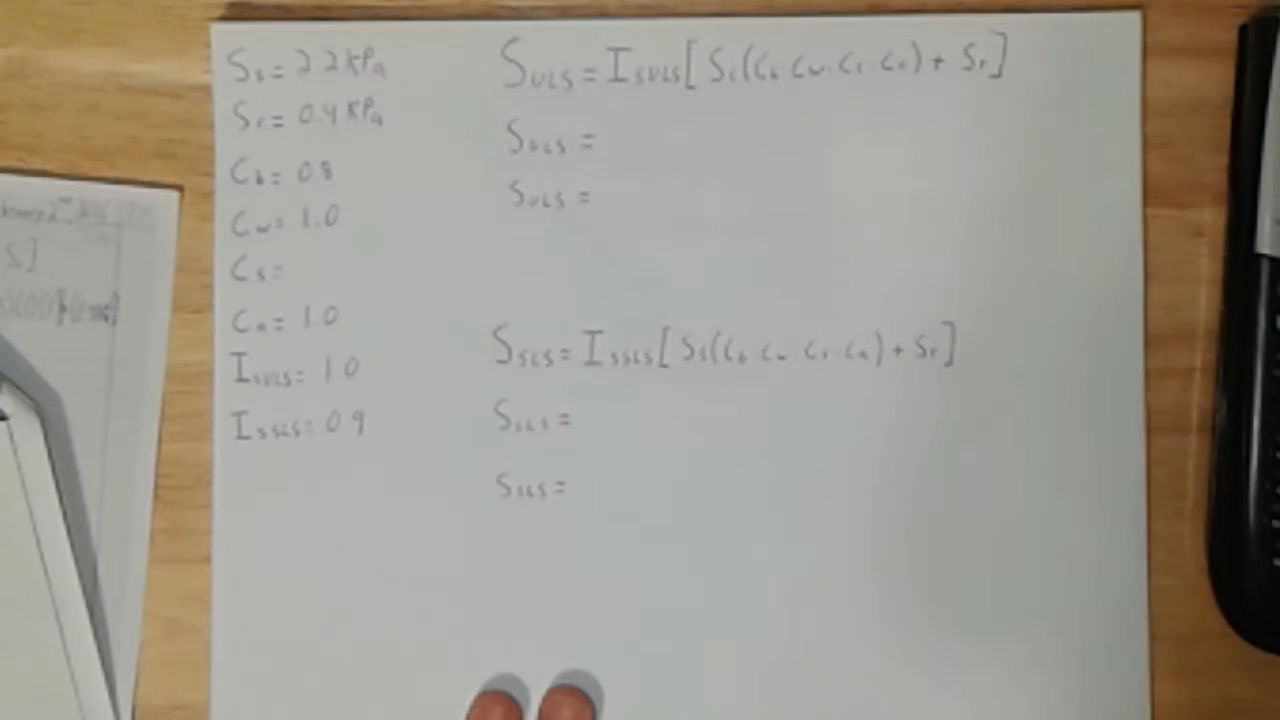 Ss = 2.2 kPa
Sr = 0.4 kPa
Cb = 0.8
Cw = 1.0
Cs =
Ca = 1.0
ISULS = 1.0
ISSLS = 0.9
SULS = ISULS[Ss(Cb·Cw·Cs·Ca) + Sr]
SULS =
SULS =
SSLS = ISSLS[Ss(Cb·Cw·Cs·Ca) + Sr]
SSLS =
SSLS =
S]